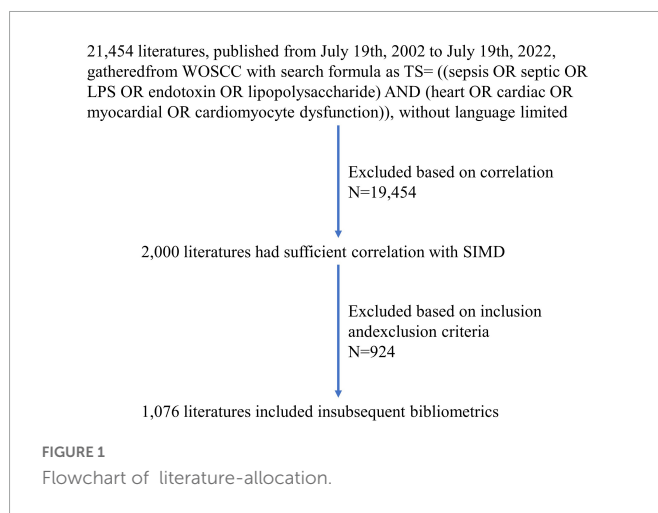 21,454 literatures, published from July 19th, 2002 to July 19th, 2022,
gatheredfrom WOSCC with search formula as TS= ((sepsis OR septic OR
LPS OR endotoxin OR lipopolysaccharide) AND (heart OR cardiac OR
myocardial OR cardiomyocyte dysfunction)), without language limited
Excluded based on correlation
N=19,454
2,000 literatures had sufficient correlation with SIMD
Excluded based on inclusion
andexclusion criteria
N=924
1,076 literatures included insubsequent bibliometrics
FIGURE 1
Flowchart of literature-allocation.